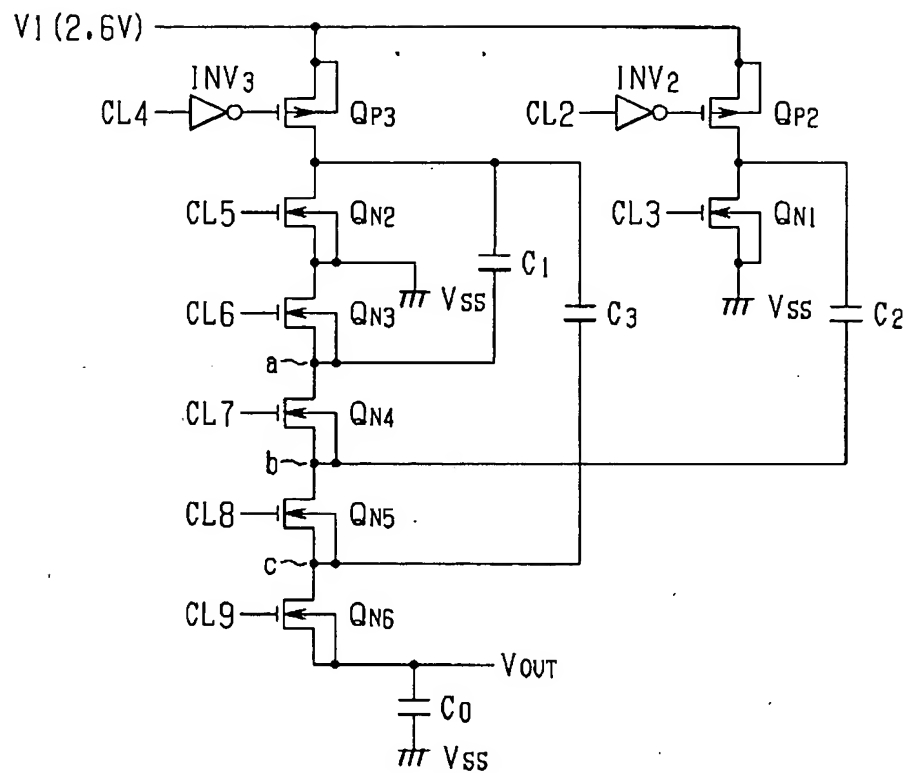 V1(2.6V)
INV3
INV2
CL4
QP3
CL2
QP2
CL5
QN2
CL3
QN1
C1
VSS
CL6
QN3
C3
VSS
C2
a
CL7
QN4
b
CL8
QN5
c
CL9
QN6
VOUT
C0
VSS